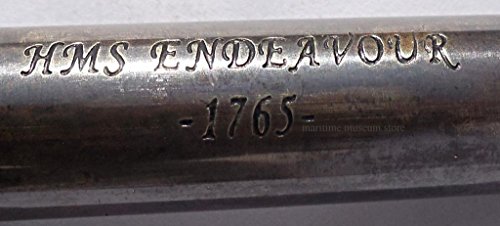 HMS ENDEAVOUR
-1765-
maritime museum store